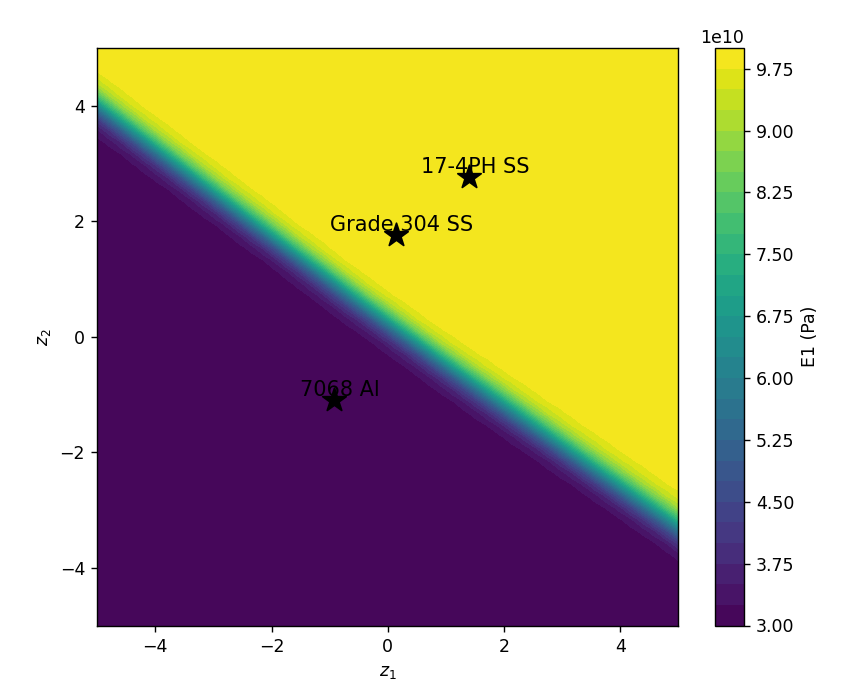 1e10
9.75
9.00
8.25
7.50
6.75
6.00
5.25
4.50
3.75
3.00
E1 (Pa)
4
2
0
−2
−4
z₂
17-4PH SS
Grade 304 SS
7068 Al
−4 −2 0 2 4
z₁